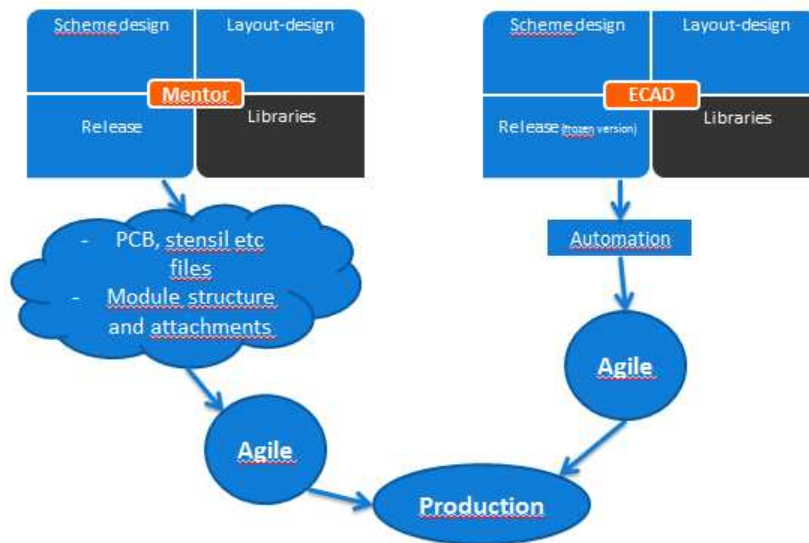 Scheme design
Layout-design
Mentor
Release
Libraries
- PCB, stensil etc
files
- Module structure
and attachments
Agile
Scheme design
Layout-design
ECAD
Release (frozen version)
Libraries
Automation
Agile
Production